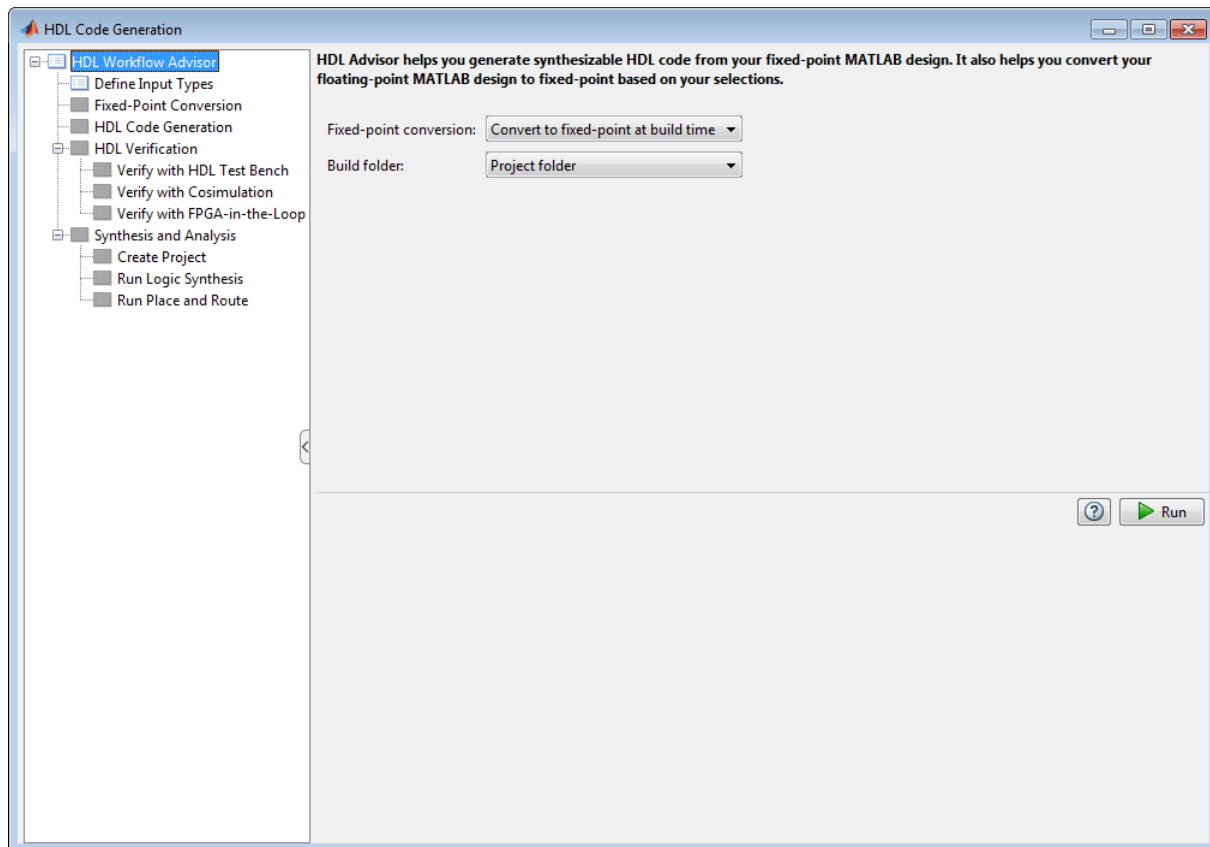 HDL Code Generation
HDL Workflow Advisor
Define Input Types
Fixed-Point Conversion
HDL Code Generation
HDL Verification
Verify with HDL Test Bench
Verify with Cosimulation
Verify with FPGA-in-the-Loop
Synthesis and Analysis
Create Project
Run Logic Synthesis
Run Place and Route
HDL Advisor helps you generate synthesizable HDL code from your fixed-point MATLAB design. It also helps you convert your
floating-point MATLAB design to fixed-point based on your selections.
Fixed-point conversion: Convert to fixed-point at build time
Build folder: Project folder
Run